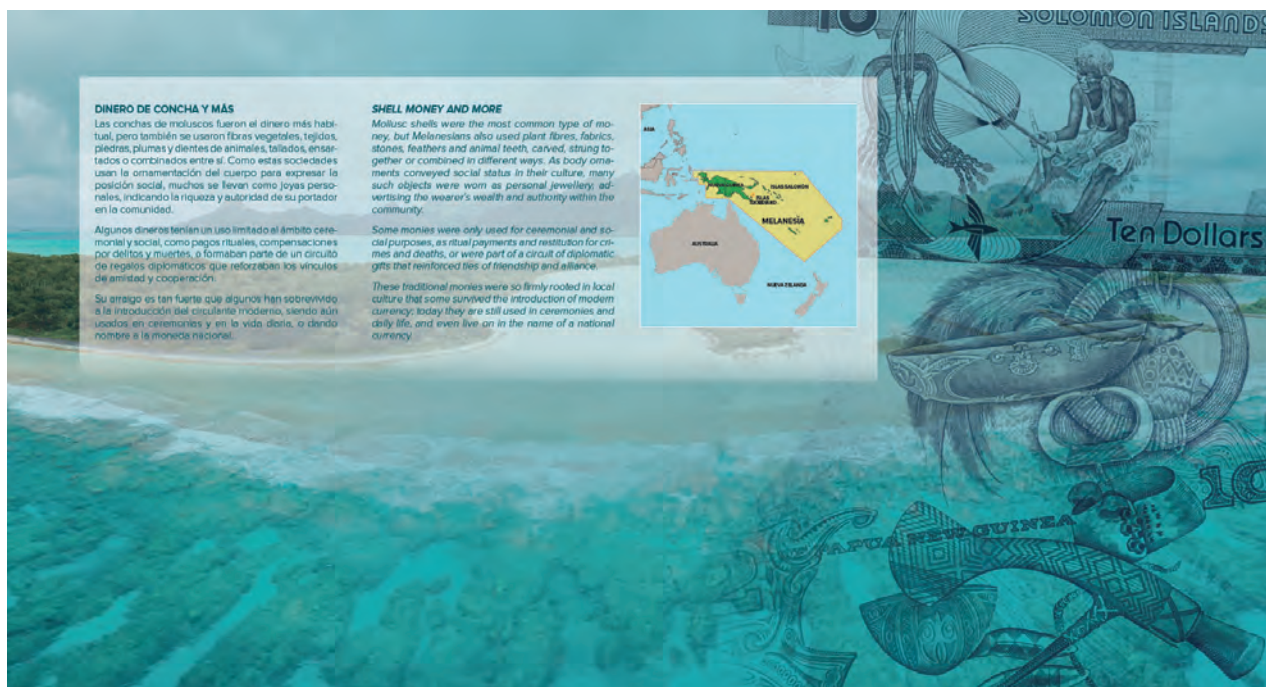 DINERO DE CONCHA Y MÁS
Las conchas de moluscos fueron el dinero más habi-
tual, pero también se usaron fibras vegetales, tejidos,
piedras, plumas y dientes de animales, tallados, ensar-
tados o combinados entre sí. Como estas sociedades
usan la ornamentación del cuerpo para expresar la
posición social, muchos se llevan como joyas perso-
nales, indicando la riqueza y autoridad de su portador
en la comunidad.
Algunos dineros tenían un uso limitado al ámbito cere-
monial y social, como pagos rituales, compensaciones
por delitos y muertes, o formaban parte de un circuito
de regalos diplomáticos que reforzaban los vínculos
de amistad y cooperación.
Su arraigo es tan fuerte que algunos han sobrevivido
a la introducción del circulante moderno, siendo aún
usados en ceremonias y en la vida diaria, o dando
nombre a la moneda nacional.
SHELL MONEY AND MORE
Mollusc shells were the most common type of mo-
ney, but Melanesians also used plant fibres, fabrics,
stones, feathers and animal teeth, carved, strung to-
gether or combined in different ways. As body orna-
ments conveyed social status in their culture, many
such objects were worn as personal jewellery, ad-
vertising the wearer's wealth and authority within the
community.
Some monies were only used for ceremonial and so-
cial purposes, as ritual payments and restitution for cri-
mes and deaths, or were part of a circuit of diplomatic
gifts that reinforced ties of friendship and alliance.
These traditional monies were so firmly rooted in local
culture that some survived the introduction of modern
currency; today they are still used in ceremonies and
daily life, and even live on in the name of a national
currency.
ASIA
NUEVA GUINEA
ISLAS SALOMÓN
ISLAS
MELANESIA
AUSTRALIA
NUEVA ZELANDA
10
SOLOMON ISLANDS
Ten Dollars
10
PAPUA NEW GUINEA